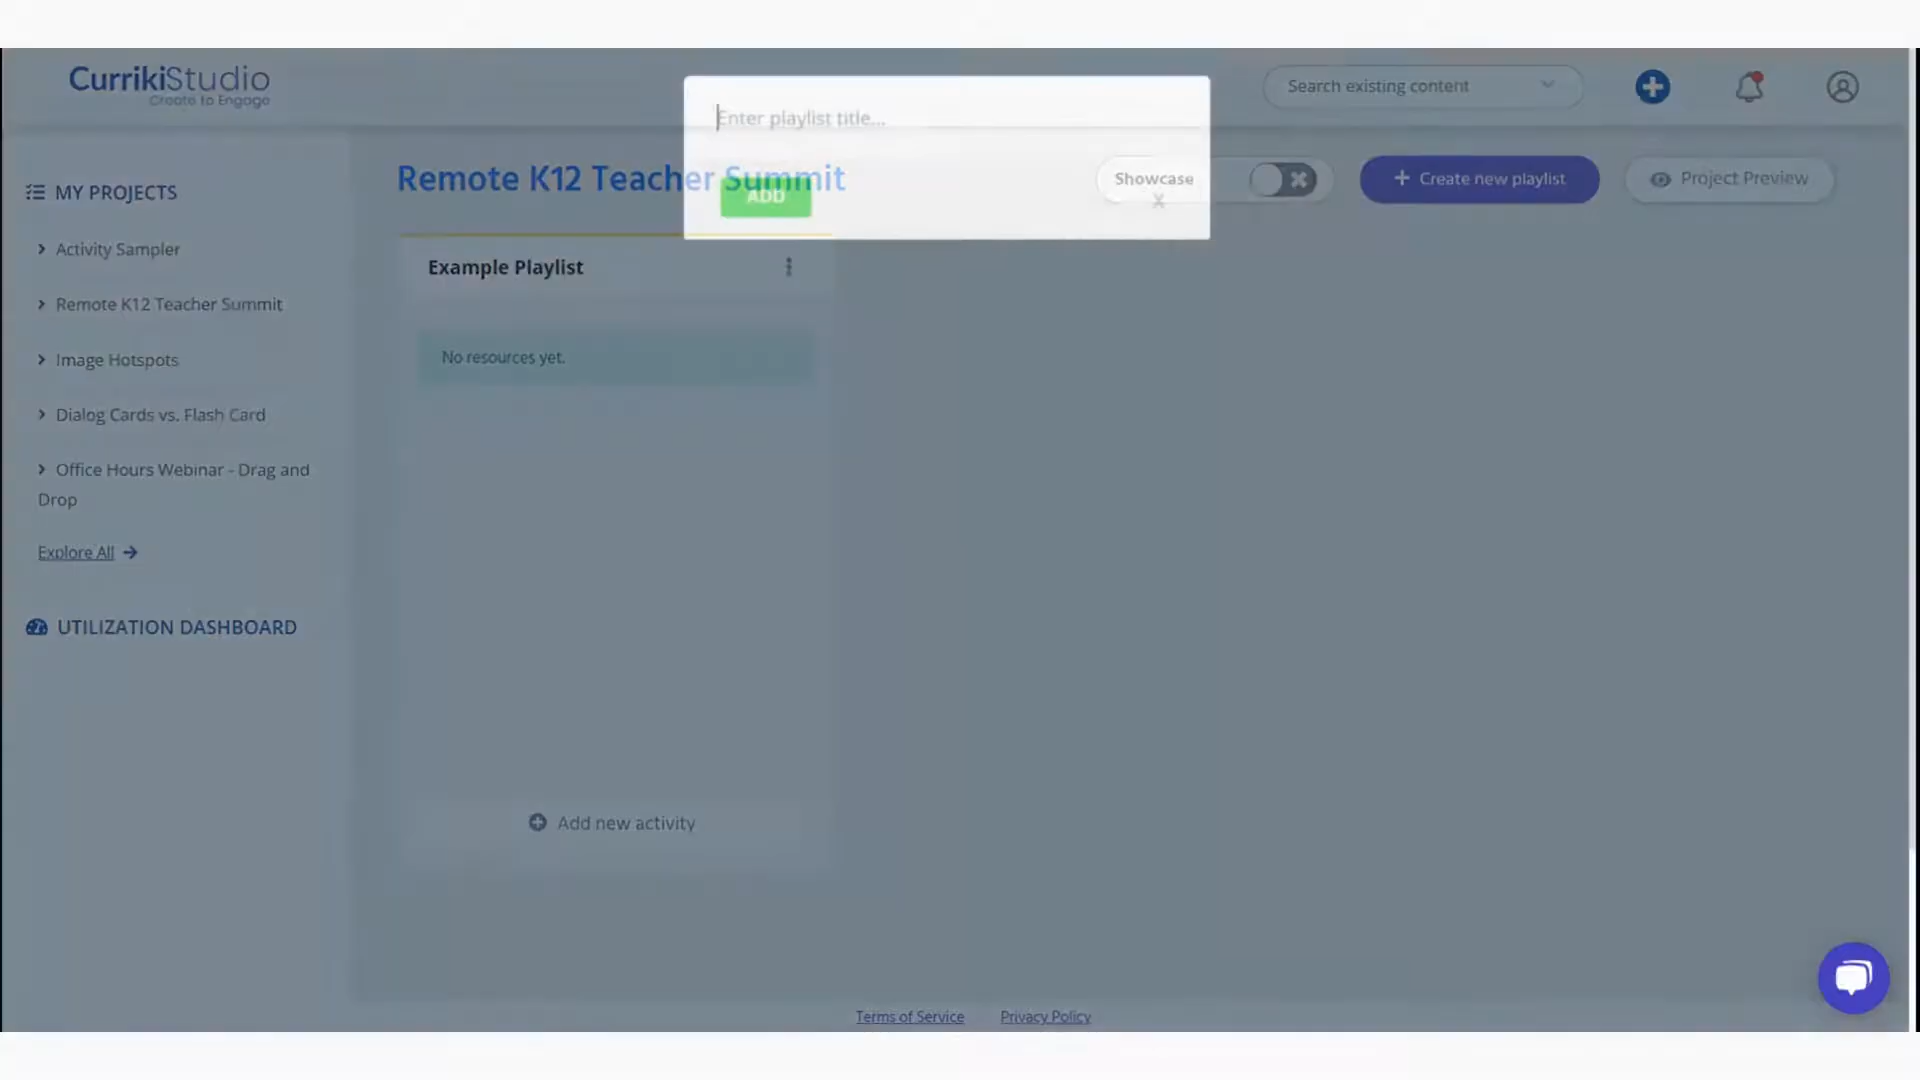 CurrikiStudio
Create to Engage
Search existing content
Enter playlist title...
ADD
X
MY PROJECTS
Activity Sampler
Remote K12 Teacher Summit
Image Hotspots
Dialog Cards vs. Flash Card
Office Hours Webinar - Drag and
Drop
Explore All
UTILIZATION DASHBOARD
Remote K12 Teacher Summit
Showcase
Create new playlist
Project Preview
Example Playlist
No resources yet.
Add new activity
Terms of Service
Privacy Policy